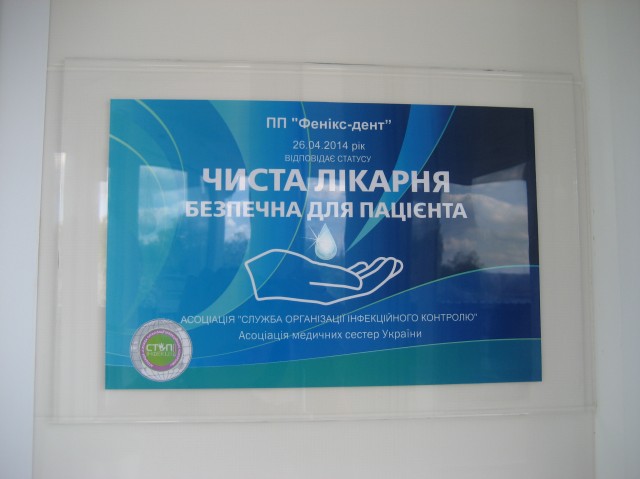 ПП "Фенікс-дент"
26.04.2014 рік
ВІДПОВІДАЄ СТАТУСУ
ЧИСТА ЛІКАРНЯ
БЕЗПЕЧНА ДЛЯ ПАЦІЄНТА
АСОЦІАЦІЯ "СЛУЖБА ОРГАНІЗАЦІЇ ІНФЕКЦІЙНОГО КОНТРОЛЮ"
Асоціація медичних сестер України
СТОП